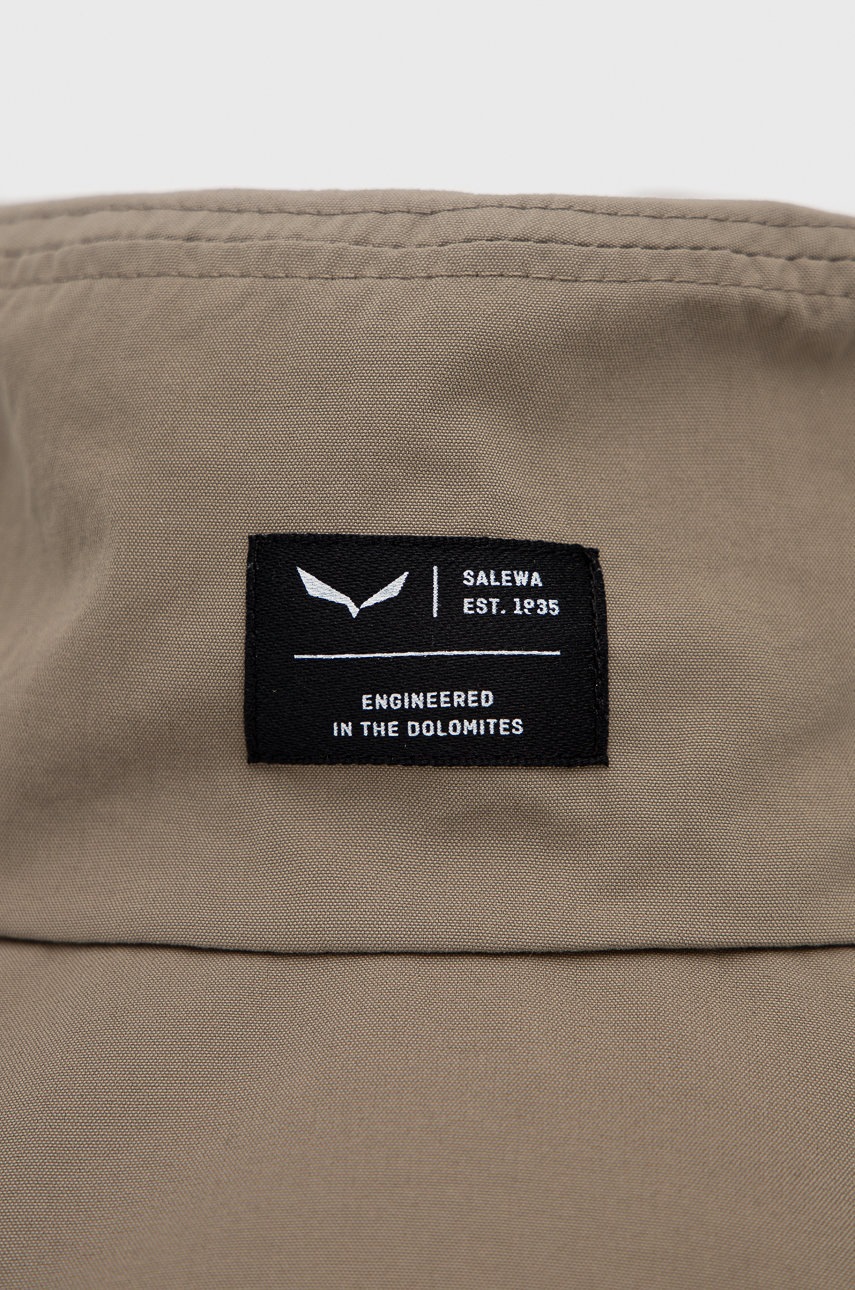 SALEWA
EST. 1935
ENGINEERED
IN THE DOLOMITES